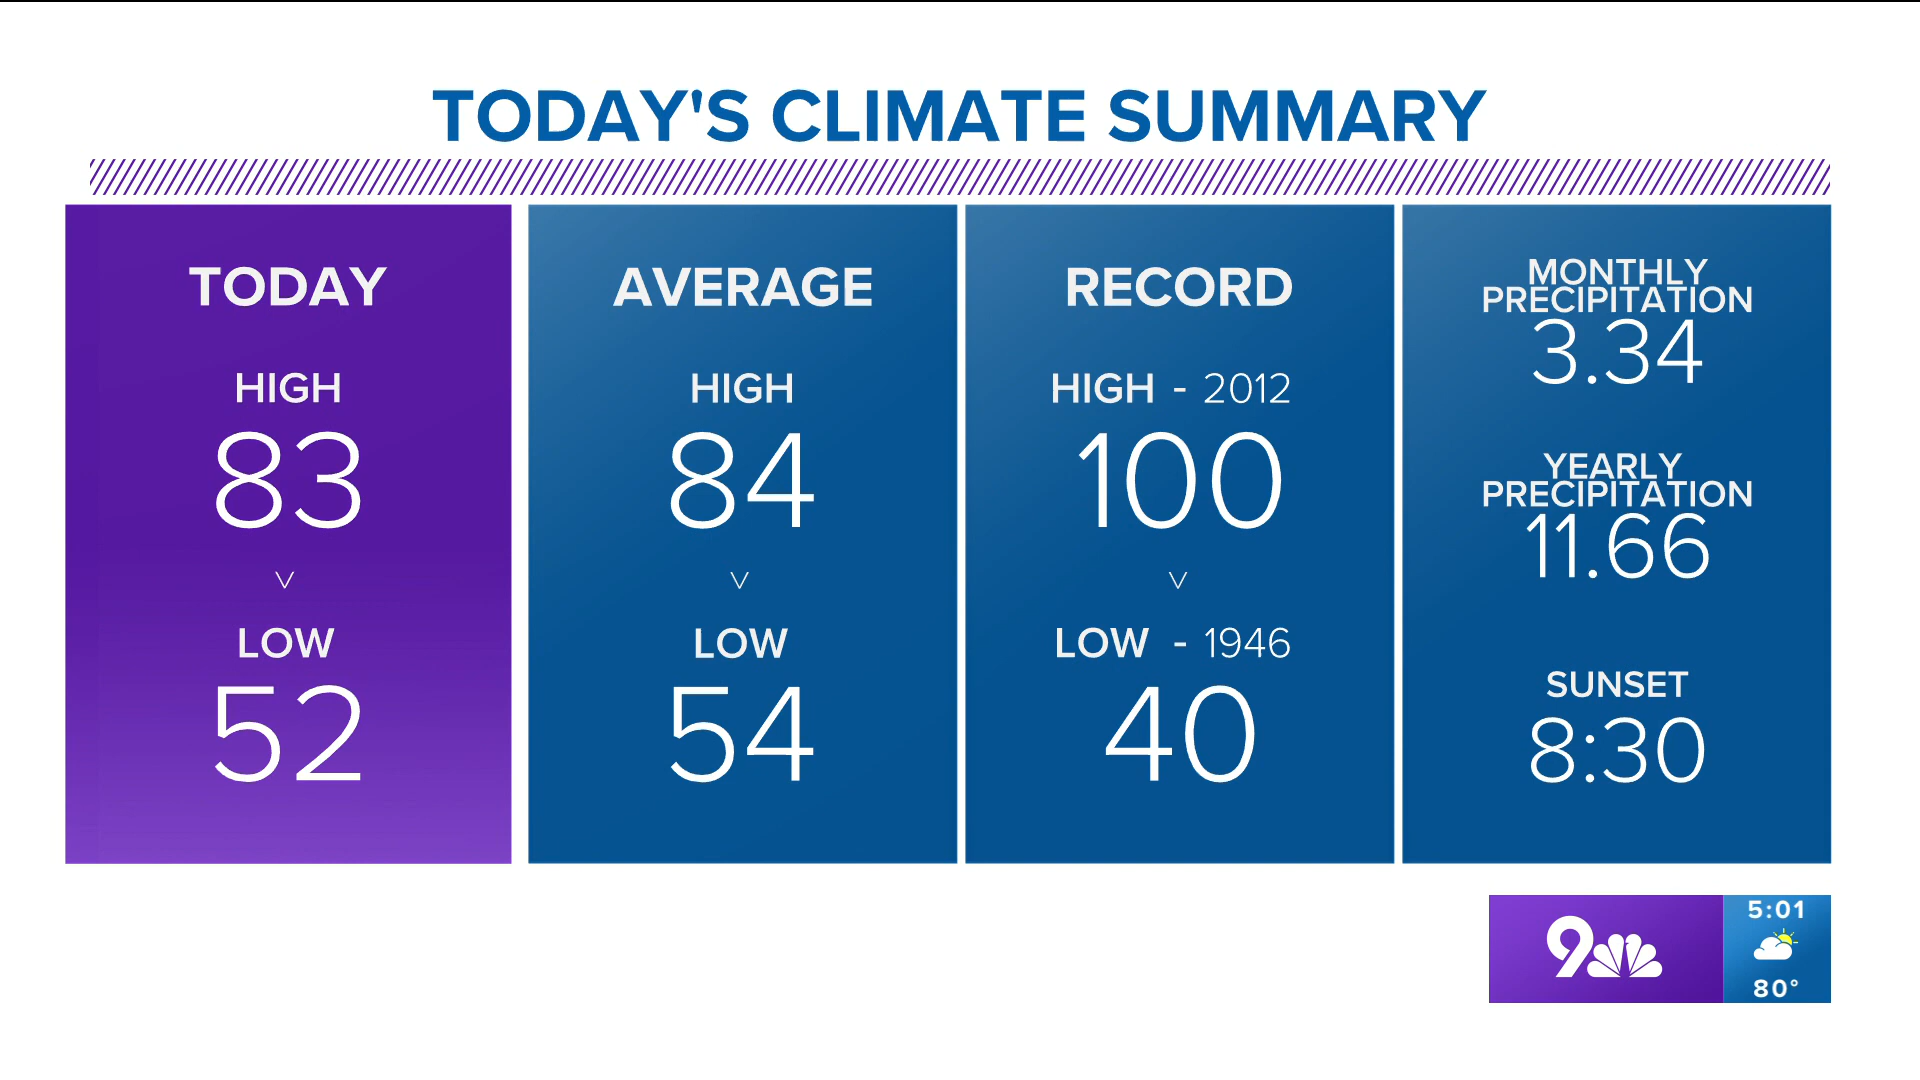 TODAY'S CLIMATE SUMMARY
TODAY
HIGH
83
LOW
52
AVERAGE
HIGH
84
LOW
54
RECORD
HIGH - 2012
100
LOW - 1946
40
MONTHLY
PRECIPITATION
3.34
YEARLY
PRECIPITATION
11.66
SUNSET
8:30
9
5:01
80°